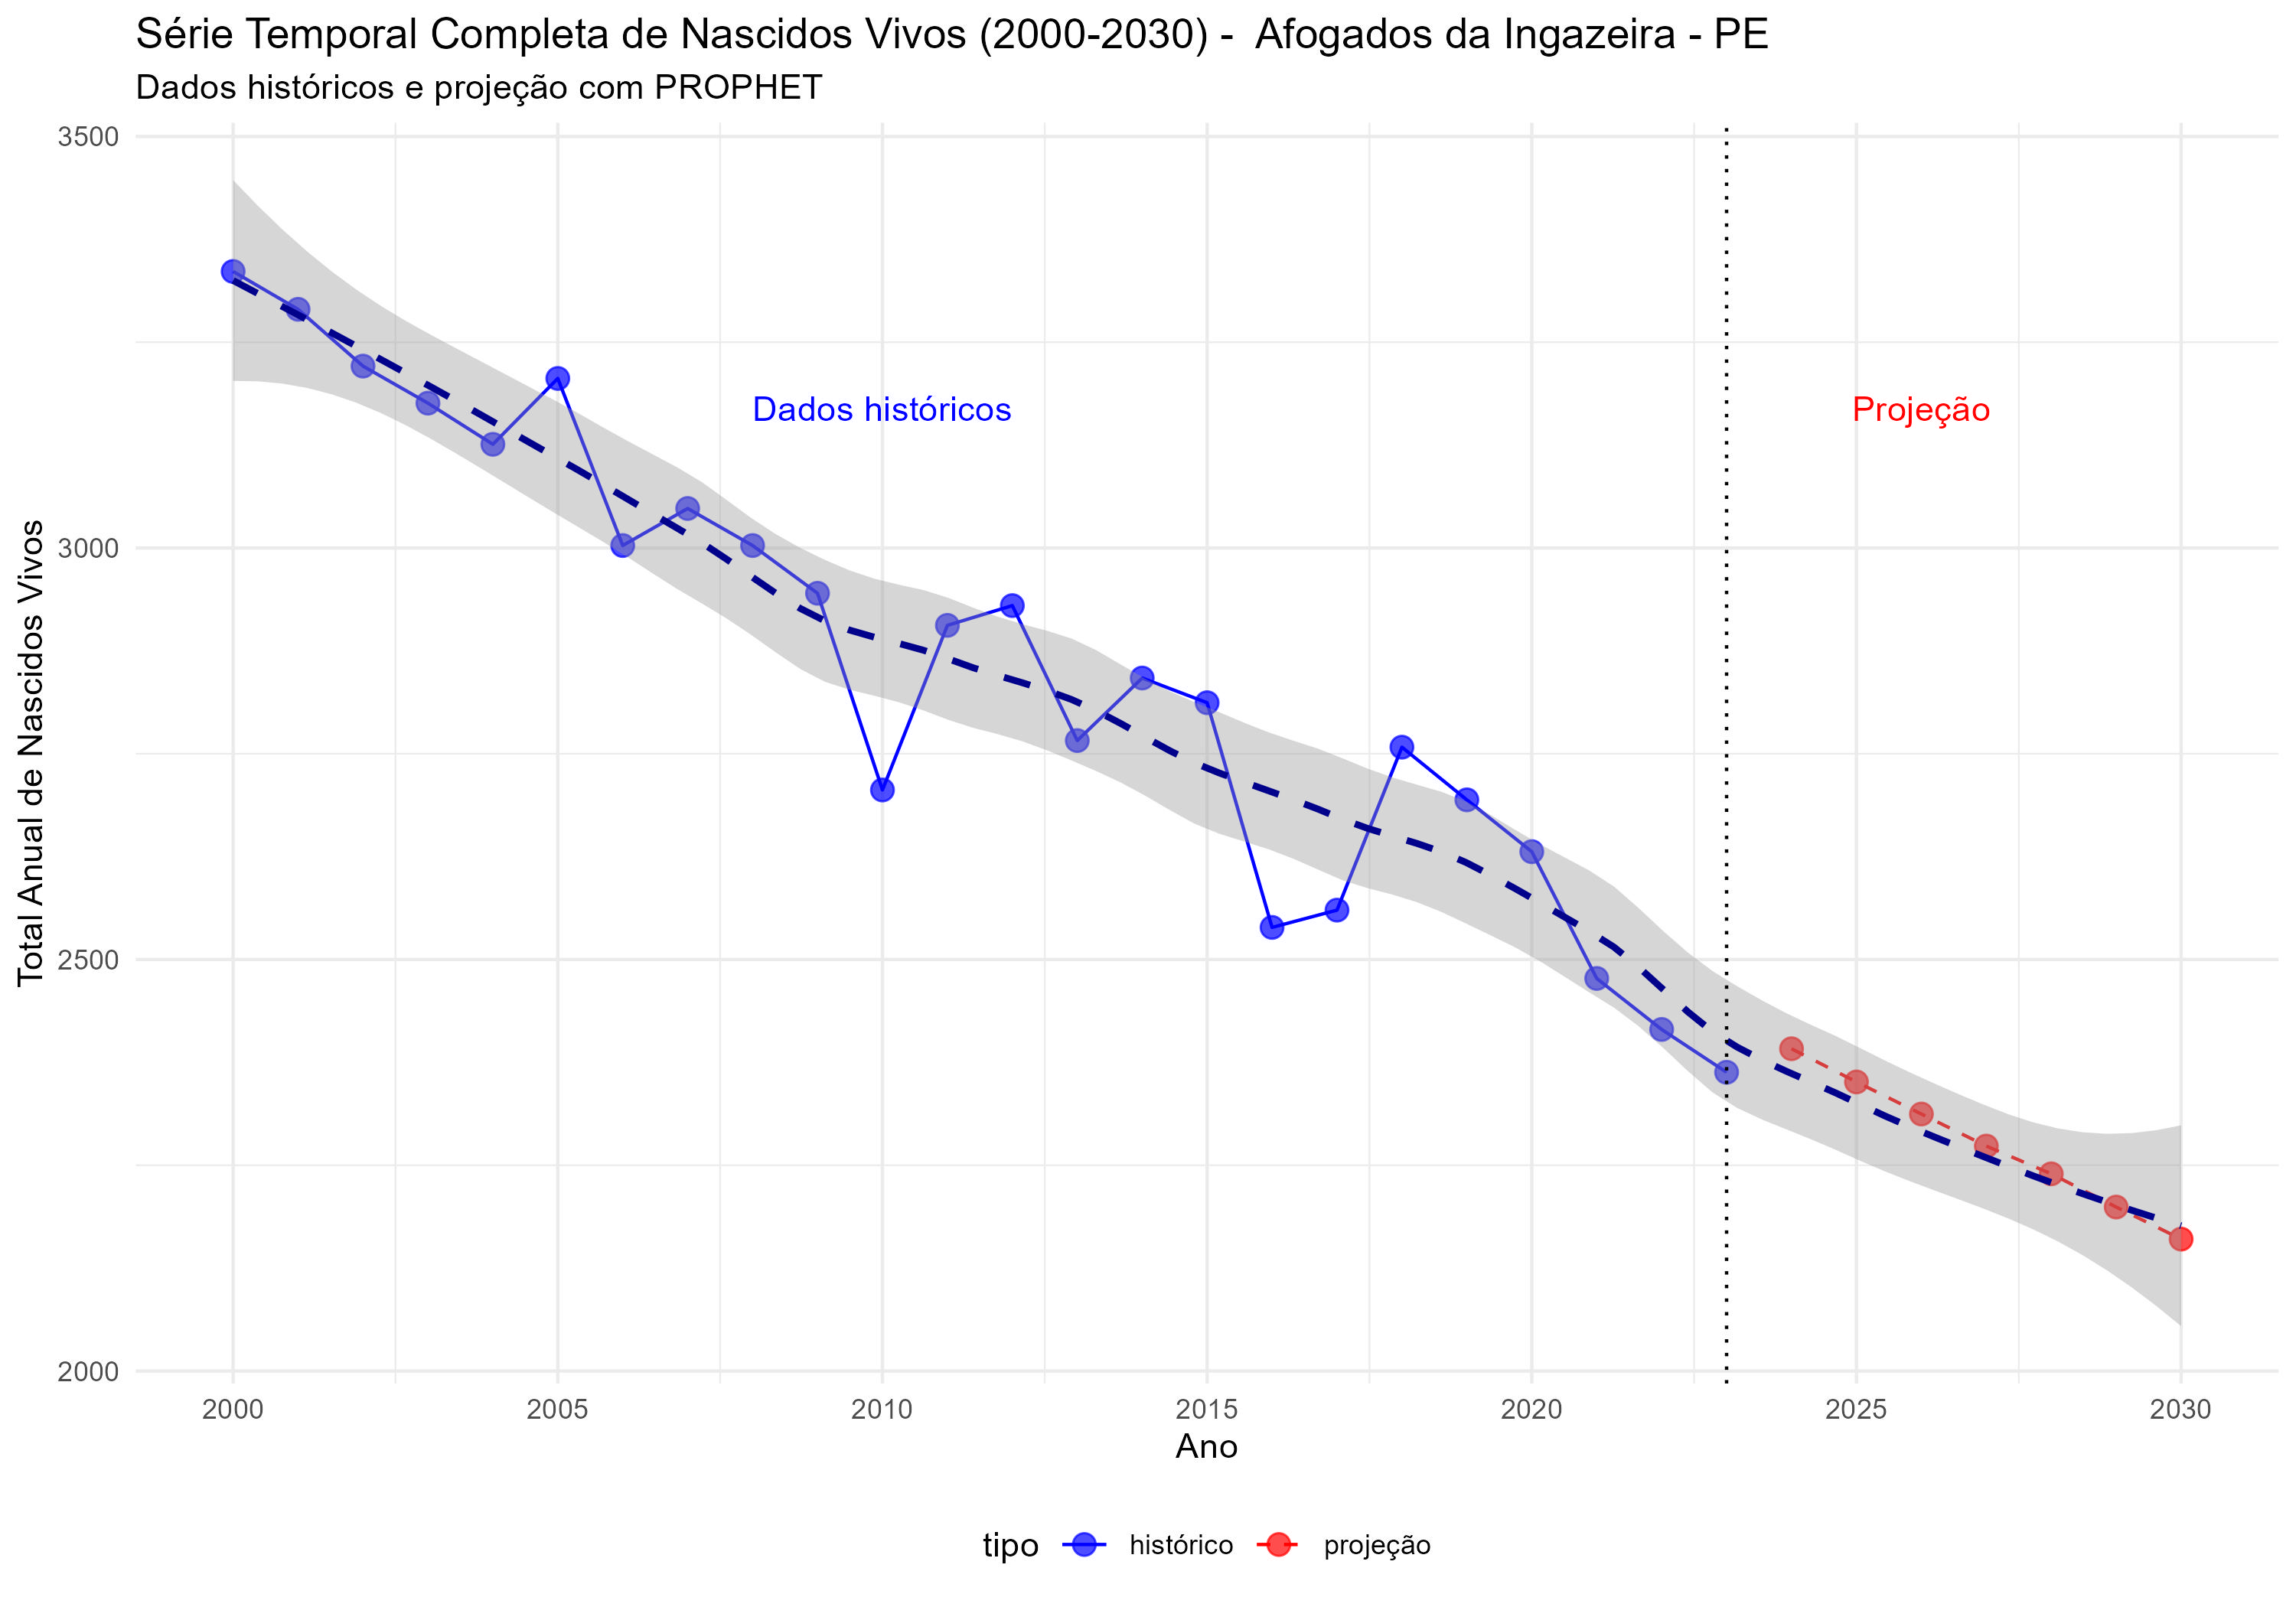 Série Temporal Completa de Nascidos Vivos (2000-2030) -  Afogados da Ingazeira - PE
Dados históricos e projeção com PROPHET
Total Anual de Nascidos Vivos
3500
3000
2500
2000
Dados históricos
Projeção
2000
2005
2010
2015
2020
2025
2030
Ano
tipo
histórico
projeção